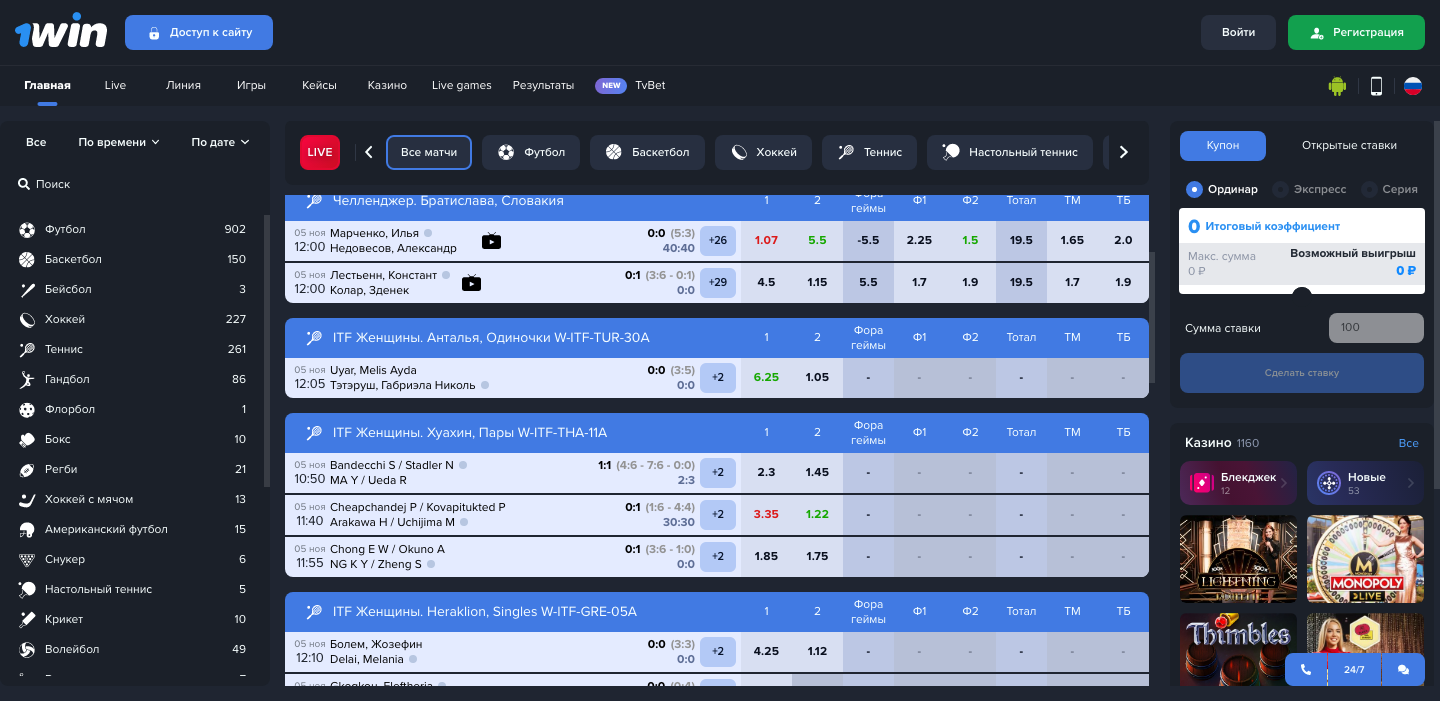 1win
Доступ к сайту
Войти
Регистрация
Главная
Live
Линия
Игры
Кейсы
Казино
Live games
Результаты
NEW
TvBet
Все
По времени
По дате
Поиск
Футбол 902
Баскетбол 150
Бейсбол 3
Хоккей 227
Теннис 261
Гандбол 86
Флорбол 1
Бокс 10
Регби 21
Хоккей с мячом 13
Американский футбол 15
Снукер 6
Настольный теннис 5
Крикет 10
Волейбол 49
LIVE
Все матчи
Футбол
Баскетбол
Хоккей
Теннис
Настольный теннис
Челленджер. Братислава, Словакия 1 2 Фора геймы Ф1 Ф2 Тотал ТМ ТБ
05 ноя Марченко, Илья 0:0 (5:3)
12:00 Недовесов, Александр 40:40
+26 1.07 5.5 -5.5 2.25 1.5 19.5 1.65 2.0
05 ноя Лестьенн, Констант 0:1 (3:6 - 0:1)
12:00 Колар, Зденек 0:0
+29 4.5 1.15 5.5 1.7 1.9 19.5 1.7 1.9
ITF Женщины. Анталья, Одиночки W-ITF-TUR-30A 1 2 Фора геймы Ф1 Ф2 Тотал ТМ ТБ
05 ноя Uyar, Melis Ayda 0:0 (3:5)
12:05 Тэтэруш, Габриэла Николь 0:0
+2 6.25 1.05 - - - - - -
ITF Женщины. Хуахин, Пары W-ITF-THA-11A 1 2 Фора геймы Ф1 Ф2 Тотал ТМ ТБ
05 ноя Bandecchi S / Stadler N 1:1 (4:6 - 7:6 - 0:0)
10:50 MA Y / Ueda R 2:3
+2 2.3 1.45 - - - - - -
05 ноя Cheapchandej P / Kovapitukted P 0:1 (1:6 - 4:4)
11:40 Arakawa H / Uchijima M 30:30
+2 3.35 1.22 - - - - - -
05 ноя Chong E W / Okuno A 0:1 (3:6 - 1:0)
11:55 NG K Y / Zheng S 0:0
+2 1.85 1.75 - - - - - -
ITF Женщины. Heraklion, Singles W-ITF-GRE-05A 1 2 Фора геймы Ф1 Ф2 Тотал ТМ ТБ
05 ноя Болем, Жозефин 0:0 (3:3)
12:10 Delai, Melania 0:0
+2 4.25 1.12 - - - - - -
Купон
Открытые ставки
Ординар
Экспресс
Серия
0 Итоговый коэффициент
Макс. сумма
0 ₽
Возможный выигрыш
0 ₽
Сумма ставки
100
Сделать ставку
Казино 1160
Все
Блекджек
12
Новые
53
LIGHTNING
MONOPOLY
LIVE
Thimbles
24/7